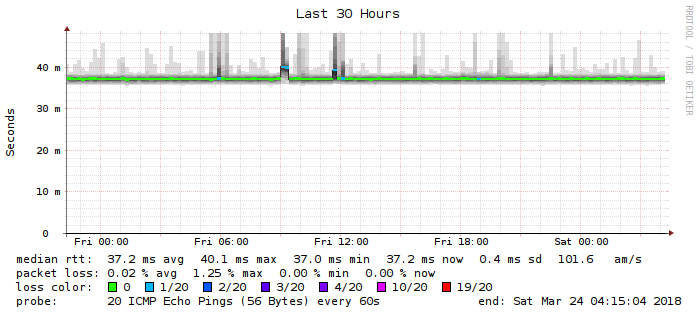 Last 30 Hours
RRDTOOL / TOBI OETIKER
Seconds
40 m
30 m
20 m
10 m
0
Fri 00:00 Fri 06:00 Fri 12:00 Fri 18:00 Sat 00:00
median rtt: 37.2 ms avg 40.1 ms max 37.0 ms min 37.2 ms now 0.4 ms sd 101.6 am/s
packet loss: 0.02 % avg 1.25 % max 0.00 % min 0.00 % now
loss color: 0 1/20 2/20 3/20 4/20 10/20 19/20
probe: 20 ICMP Echo Pings (56 Bytes) every 60s end: Sat Mar 24 04:15:04 2018